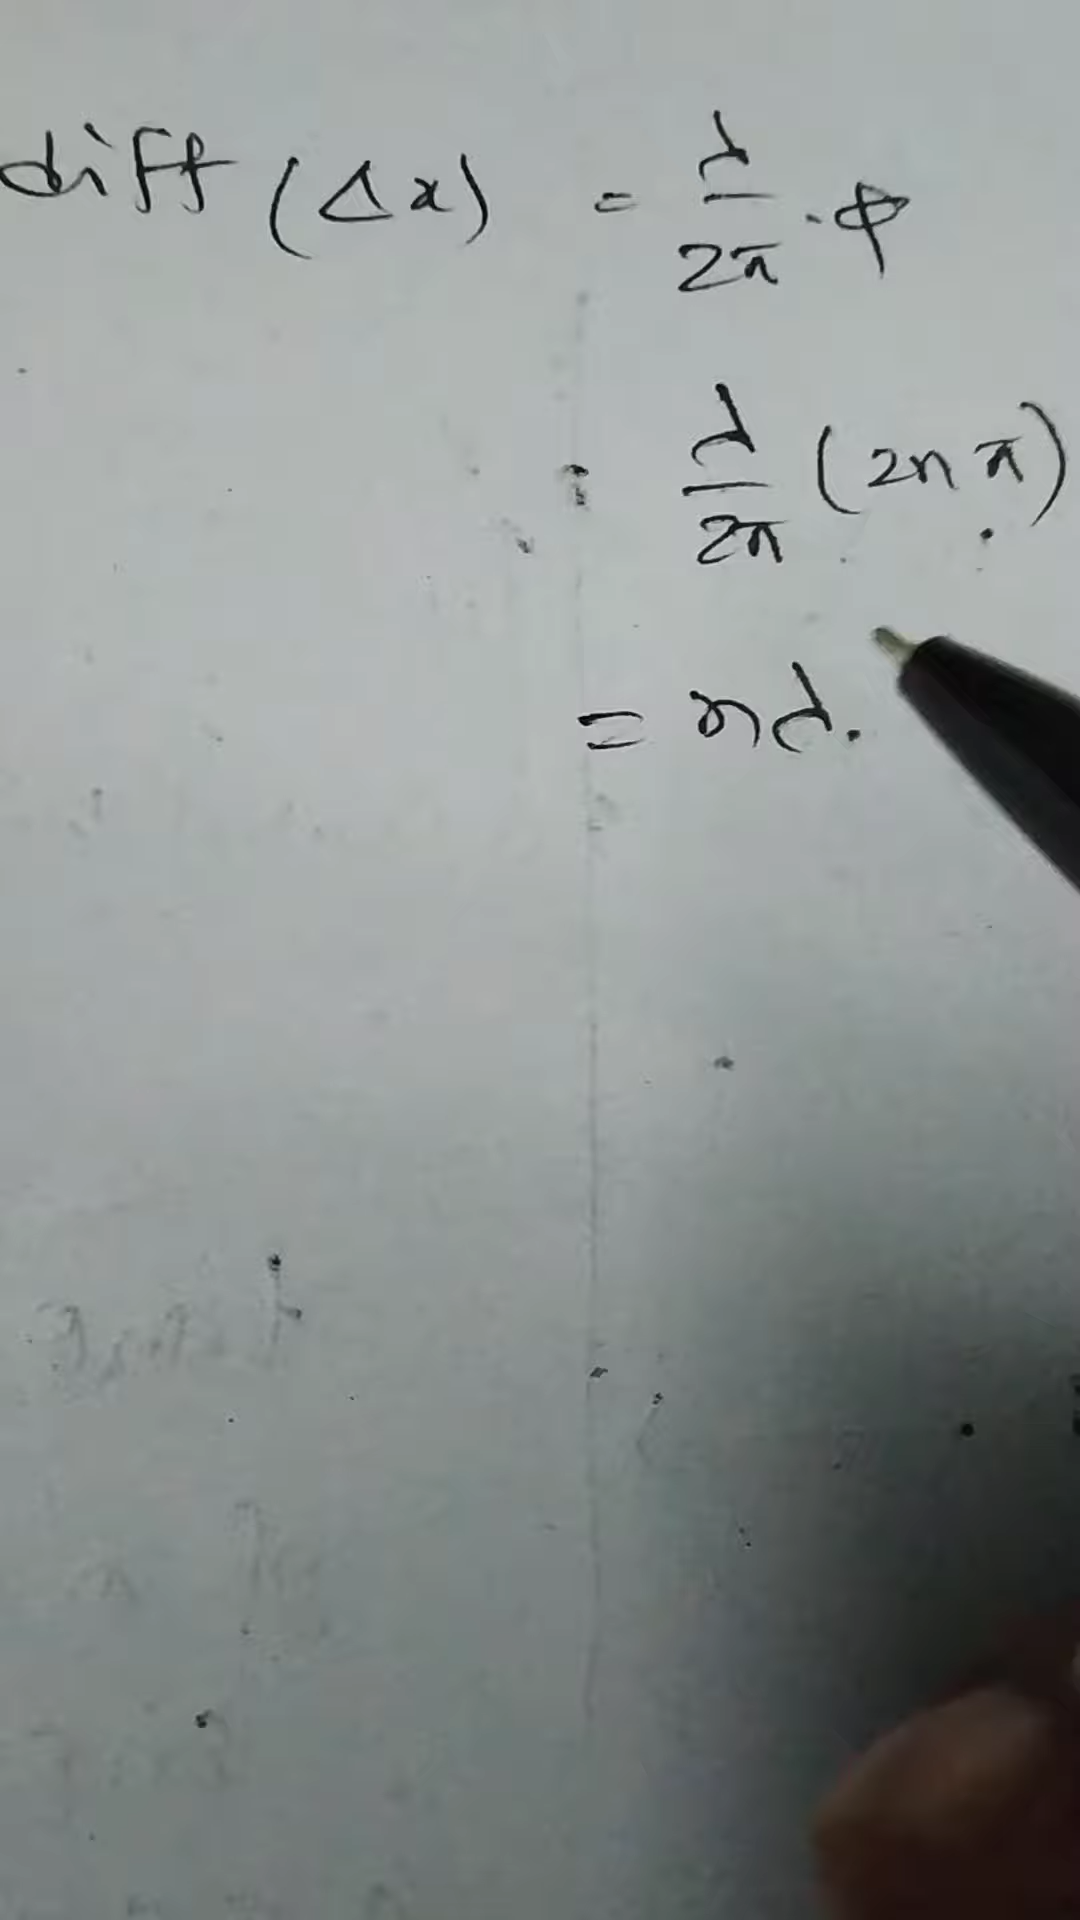 diff (Δx) = λ/2π . φ
= λ/2π (2nπ)
= nλ.